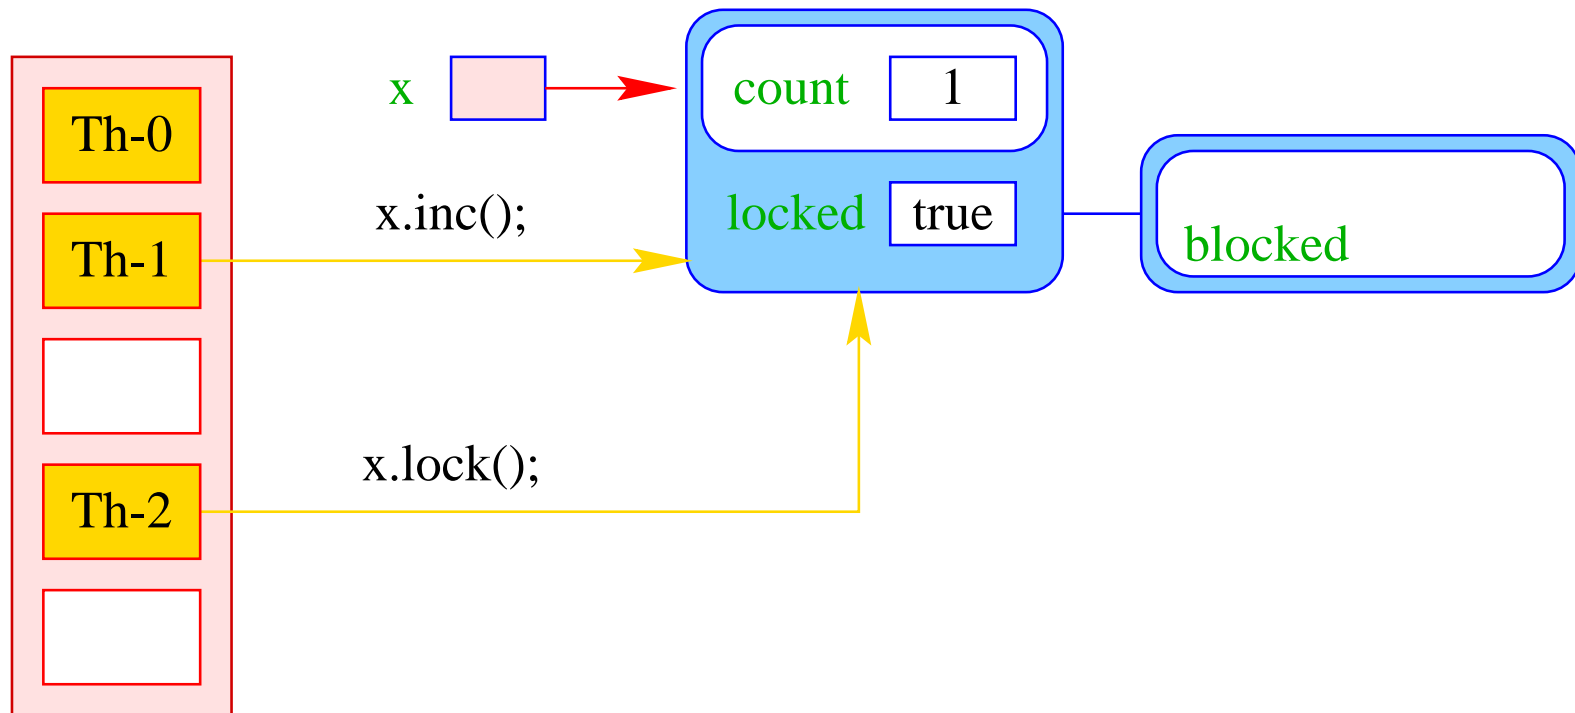 x
count 1
Th-0
x.inc();
locked true
Th-1
blocked
x.lock();
Th-2